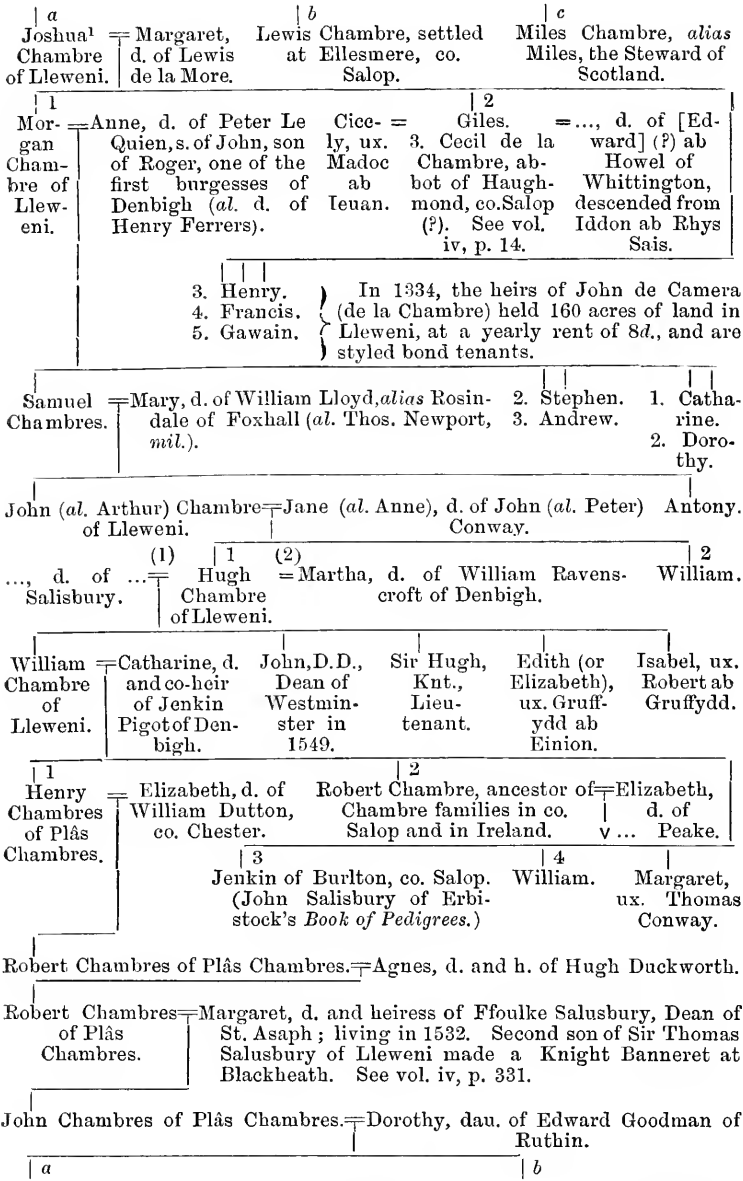 | a | b | c
Joshua¹ = Margaret, Lewis Chambre, settled Miles Chambre, alias
Chambre d. of Lewis at Ellesmere, co. Miles, the Steward of
of Lleweni. de la More. Salop. Scotland.
| 1 | 2
Mor- =Anne, d. of Peter Le Cice- = Giles. =..., d. of [Ed-
gan Quien, s. of John, son ly, ux. 3. Cecil de la ward] (?) ab
Cham- of Roger, one of the Madoc Chambre, ab- Howel of
bre of first burgesses of ab bot of Haugh- Whittington,
Llew- Denbigh (al. d. of Ieuan. mond, co. Salop descended from
eni. Henry Ferrers). (?). See vol. Iddon ab Rhys
iv, p. 14. Sais.
3. Henry. ) In 1334, the heirs of John de Camera
4. Francis. { (de la Chambre) held 160 acres of land in
5. Gawain. Lleweni, at a yearly rent of 8d., and are
) styled bond tenants.
Samuel =Mary, d. of William Lloyd, alias Rosin- 2. Stephen. 1. Catha-
Chambres. dale of Foxhall (al. Thos. Newport, 3. Andrew. rine.
mil.). 2. Doro-
thy.
John (al. Arthur) Chambre=Jane (al. Anne), d. of John (al. Peter) Antony.
of Lleweni. Conway.
(1) | 1 (2) | 2
..., d. of ...= Hugh =Martha, d. of William Ravens- William.
Salisbury. Chambre croft of Denbigh.
of Lleweni.
William =Catharine, d. John, D.D., Sir Hugh, Edith (or Isabel, ux.
Chambre and co-heir Dean of Knt., Elizabeth), Robert ab
of of Jenkin Westmin- Lieu- ux. Gruff- Gruffydd.
Lleweni. Pigot of Den- ster in tenant. ydd ab
bigh. 1549. Einion.
| 1 | 2
Henry = Elizabeth, d. of Robert Chambre, ancestor of=Elizabeth,
Chambres William Dutton, Chambre families in co. | d. of
of Plâs co. Chester. Salop and in Ireland. v ... Peake.
Chambres. | 3 | 4
Jenkin of Burlton, co. Salop. William. Margaret,
(John Salisbury of Erbi- ux. Thomas
stock's Book of Pedigrees.) Conway.
Robert Chambres of Plâs Chambres.=Agnes, d. and h. of Hugh Duckworth.
Robert Chambres=Margaret, d. and heiress of Ffoulke Salusbury, Dean of
of Plâs St. Asaph; living in 1532. Second son of Sir Thomas
Chambres. Salusbury of Lleweni made a Knight Banneret at
Blackheath. See vol. iv, p. 331.
John Chambres of Plâs Chambres.=Dorothy, dau. of Edward Goodman of
Ruthin.
| a | b